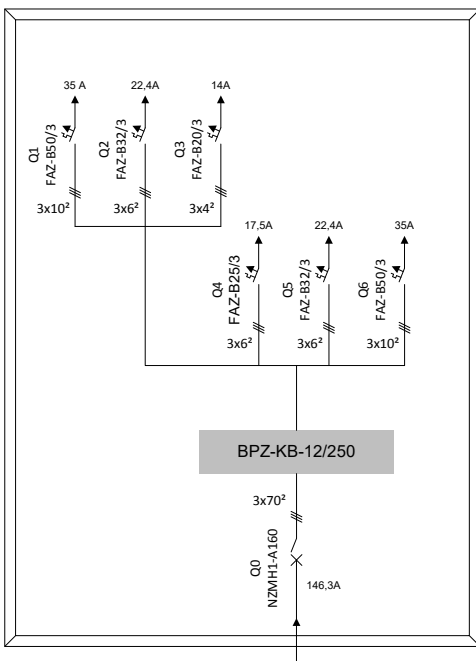 35 A
22,4A
14A
Q1
FAZ-B50/3
Q2
FAZ-B32/3
Q3
FAZ-B20/3
3x10²
3x6²
3x4²
17,5A
22,4A
35A
Q4
FAZ-B25/3
Q5
FAZ-B32/3
Q6
FAZ-B50/3
3x6²
3x6²
3x10²
BPZ-KB-12/250
3x70²
Q0
NZMH1-A160
146,3A